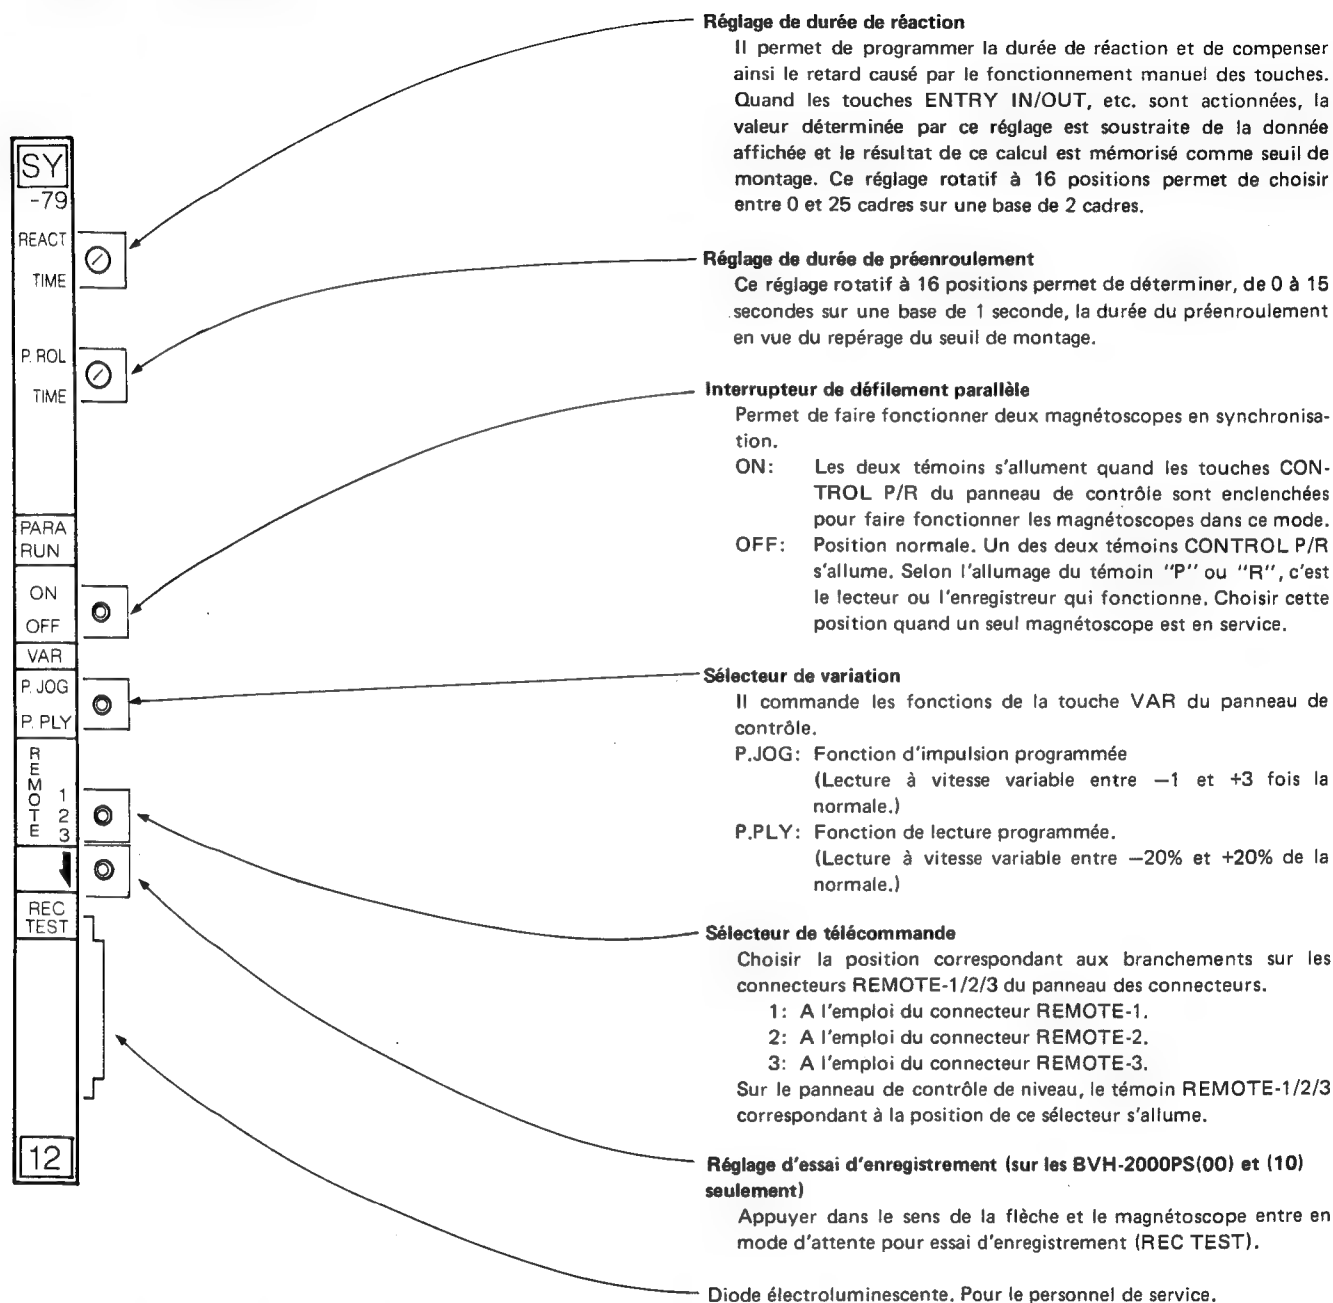 SY
-79
REACT
TIME
P. ROL
TIME
PARA
RUN
ON
OFF
VAR
P. JOG
P. PLY
REMOTE
1
2
3
REC
TEST
12
Réglage de durée de réaction
Il permet de programmer la durée de réaction et de compenser
ainsi le retard causé par le fonctionnement manuel des touches.
Quand les touches ENTRY IN/OUT, etc. sont actionnées, la
valeur déterminée par ce réglage est soustraite de la donnée
affichée et le résultat de ce calcul est mémorisé comme seuil de
montage. Ce réglage rotatif à 16 positions permet de choisir
entre 0 et 25 cadres sur une base de 2 cadres.
Réglage de durée de préenroulement
Ce réglage rotatif à 16 positions permet de déterminer, de 0 à 15
secondes sur une base de 1 seconde, la durée du préenroulement
en vue du repérage du seuil de montage.
Interrupteur de défilement parallèle
Permet de faire fonctionner deux magnétoscopes en synchronisa-
tion.
ON: Les deux témoins s'allument quand les touches CON-
TROL P/R du panneau de contrôle sont enclenchées
pour faire fonctionner les magnétoscopes dans ce mode.
OFF: Position normale. Un des deux témoins CONTROL P/R
s'allume. Selon l'allumage du témoin "P" ou "R", c'est
le lecteur ou l'enregistreur qui fonctionne. Choisir cette
position quand un seul magnétoscope est en service.
Sélecteur de variation
Il commande les fonctions de la touche VAR du panneau de
contrôle.
P.JOG: Fonction d'impulsion programmée
(Lecture à vitesse variable entre —1 et +3 fois la
normale.)
P.PLY: Fonction de lecture programmée.
(Lecture à vitesse variable entre —20% et +20% de la
normale.)
Sélecteur de télécommande
Choisir la position correspondant aux branchements sur les
connecteurs REMOTE-1/2/3 du panneau des connecteurs.
1: A l'emploi du connecteur REMOTE-1.
2: A l'emploi du connecteur REMOTE-2.
3: A l'emploi du connecteur REMOTE-3.
Sur le panneau de contrôle de niveau, le témoin REMOTE-1/2/3
correspondant à la position de ce sélecteur s'allume.
Réglage d'essai d'enregistrement (sur les BVH-2000PS(00) et (10)
seulement)
Appuyer dans le sens de la flèche et le magnétoscope entre en
mode d'attente pour essai d'enregistrement (REC TEST).
Diode électroluminescente. Pour le personnel de service.